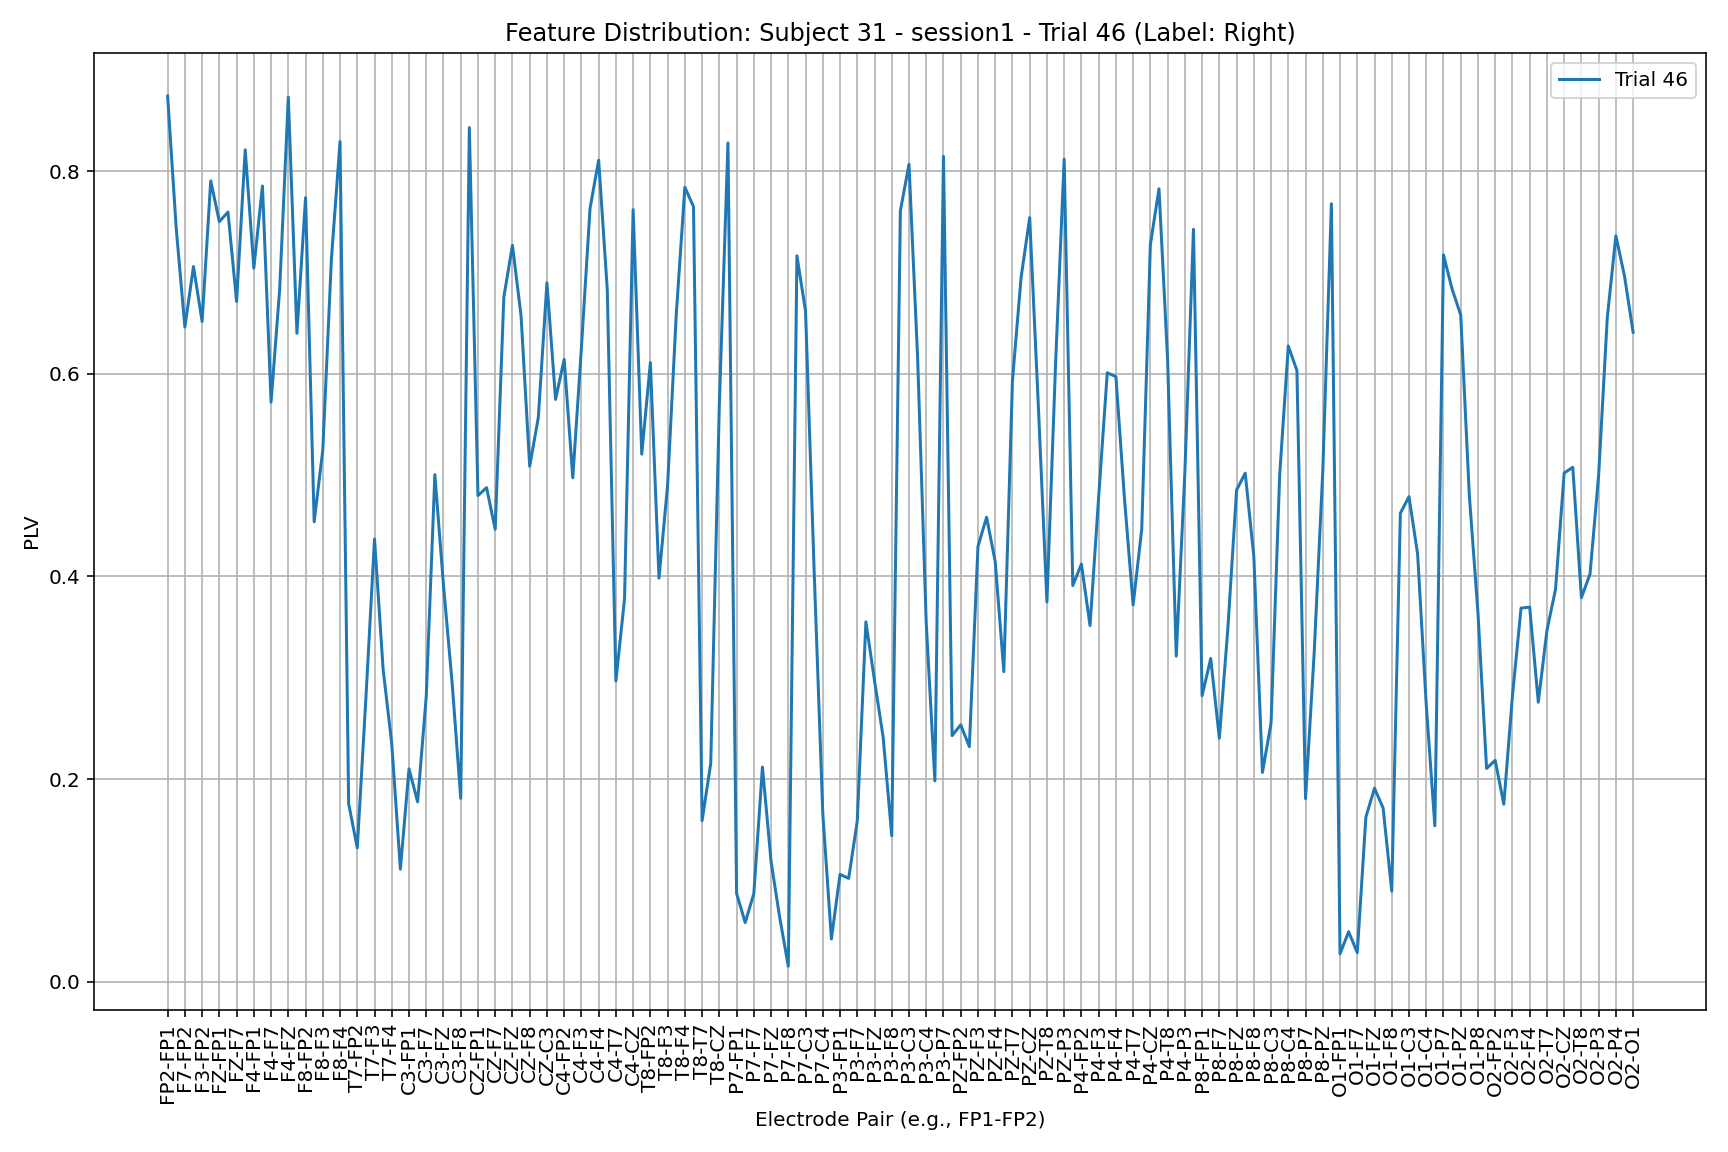 Feature Distribution: Subject 31 - session1 - Trial 46 (Label: Right)
Trial 46
PLV
0.8
0.6
0.4
0.2
0.0
FP2-FP1
F7-FP2
F3-FP2
FZ-FP1
FZ-F7
F4-FP1
F4-F7
F4-FZ
F8-FP2
F8-F3
F8-F4
T7-FP2
T7-F3
T7-F4
C3-FP1
C3-F7
C3-FZ
C3-F8
CZ-FP1
CZ-F3
CZ-FZ
CZ-F8
CZ-C3
C4-FP2
C4-F3
C4-F4
C4-T7
C4-CZ
T8-FP2
T8-F3
T8-F4
T8-T7
T8-CZ
P7-FP1
P7-F7
P7-FZ
P7-F8
P7-C3
P7-C4
P3-FP1
P3-F7
P3-FZ
P3-F8
P3-C3
P3-C4
P3-P7
PZ-FP2
PZ-F3
PZ-F4
PZ-T7
PZ-CZ
PZ-T8
PZ-P3
P4-FP2
P4-F3
P4-F4
P4-T7
P4-CZ
P4-T8
P4-P3
P8-FP1
P8-F7
P8-FZ
P8-F8
P8-C3
P8-C4
P8-P7
P8-PZ
O1-FP1
O1-F7
O1-FZ
O1-F8
O1-C3
O1-C4
O1-P7
O1-PZ
O1-P8
O2-FP2
O2-F3
O2-F4
O2-T7
O2-CZ
O2-T8
O2-P3
O2-P4
O2-O1
Electrode Pair (e.g., FP1-FP2)